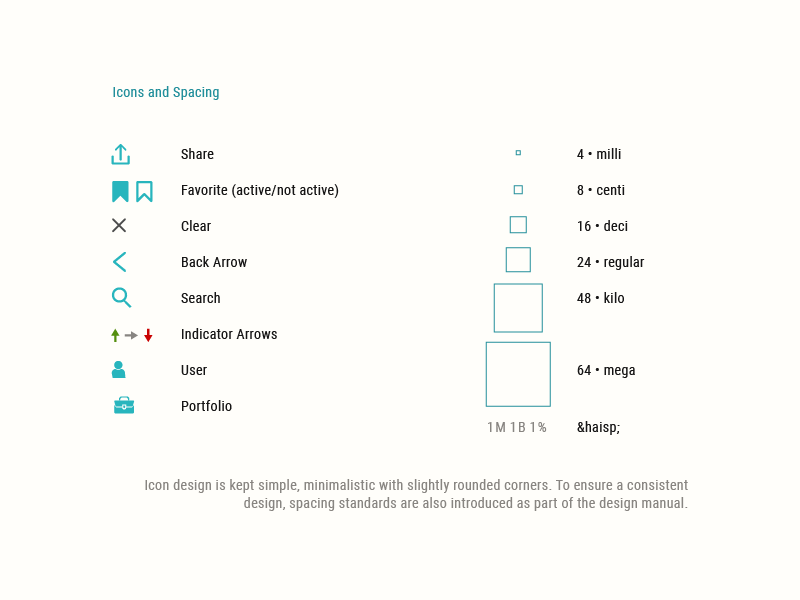 Icons and Spacing
Share
4 • milli
Favorite (active/not active)
8 • centi
Clear
16 • deci
Back Arrow
24 • regular
Search
48 • kilo
Indicator Arrows
User
64 • mega
Portfolio
1M 1B 1%
&haisp;
Icon design is kept simple, minimalistic with slightly rounded corners. To ensure a consistent
design, spacing standards are also introduced as part of the design manual.